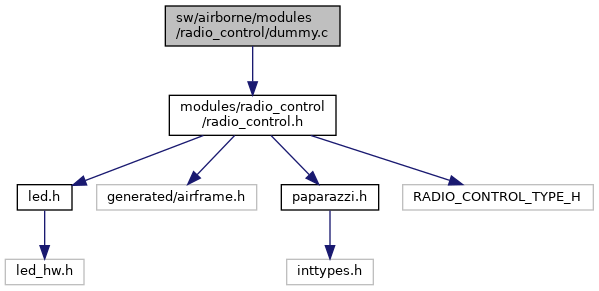 sw/airborne/modules
/radio_control/dummy.c
modules/radio_control
/radio_control.h
led.h
generated/airframe.h
paparazzi.h
RADIO_CONTROL_TYPE_H
led_hw.h
inttypes.h